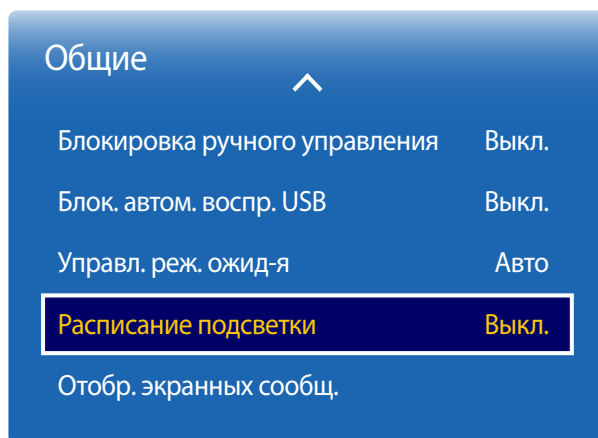 Общие
Блокировка ручного управления Выкл.
Блок. автом. воспр. USB Выкл.
Управл. реж. ожид-я Авто
Расписание подсветки Выкл.
Отобр. экранных сообщ.